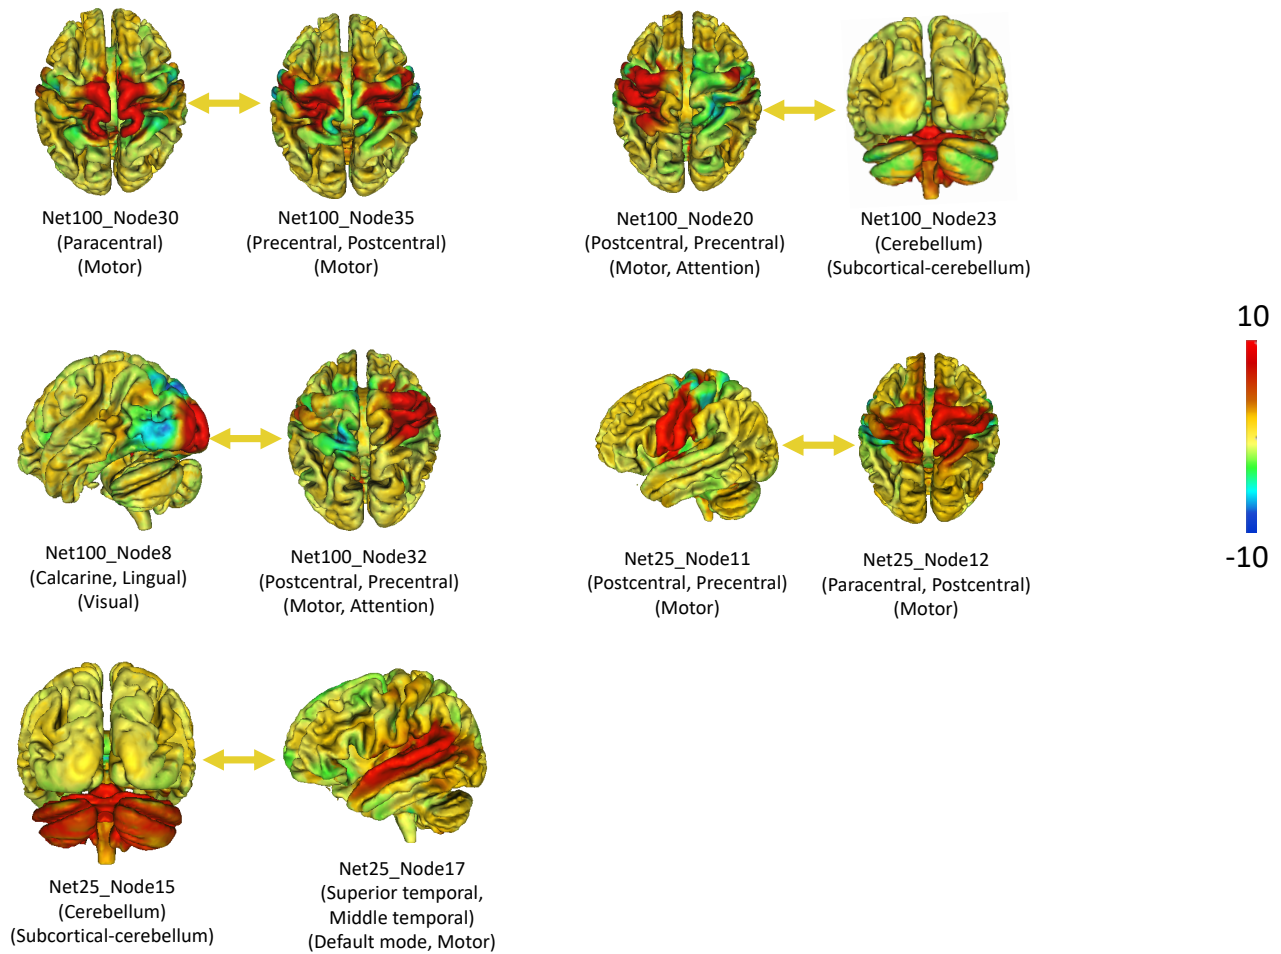 Net100_Node30
(Paracentral)
(Motor)
Net100_Node35
(Precentral, Postcentral)
(Motor)
Net100_Node20
(Postcentral, Precentral)
(Motor, Attention)
Net100_Node23
(Cerebellum)
(Subcortical-cerebellum)
10
-10
Net100_Node8
(Calcarine, Lingual)
(Visual)
Net100_Node32
(Postcentral, Precentral)
(Motor, Attention)
Net25_Node11
(Postcentral, Precentral)
(Motor)
Net25_Node12
(Paracentral, Postcentral)
(Motor)
Net25_Node15
(Cerebellum)
(Subcortical-cerebellum)
Net25_Node17
(Superior temporal,
Middle temporal)
(Default mode, Motor)